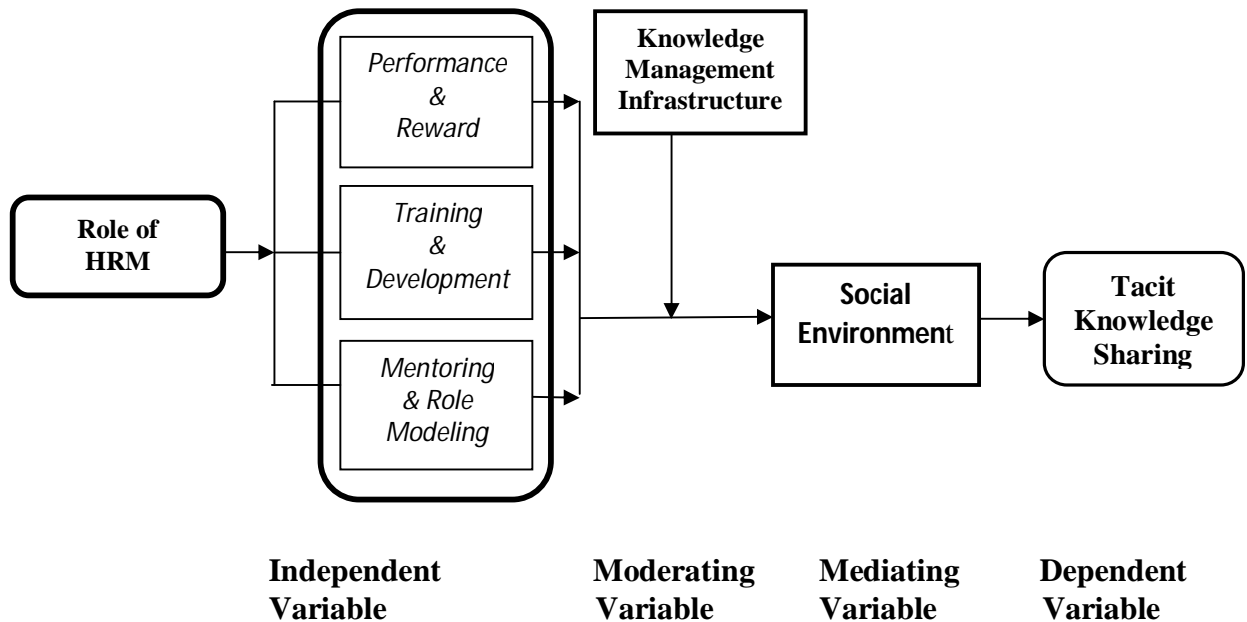 Performance
&
Reward
Knowledge
Management
Infrastructure
Role of
HRM
Training
&
Development
Social
Environment
Tacit
Knowledge
Sharing
Mentoring
& Role
Modeling
Independent
Variable
Moderating
Variable
Mediating
Variable
Dependent
Variable